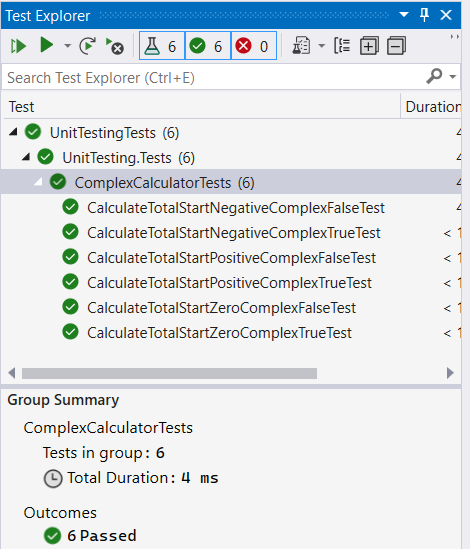 Test Explorer
6 6 0
Search Test Explorer (Ctrl+E)
Test Duration
UnitTestingTests (6) 4
UnitTesting.Tests (6) 4
ComplexCalculatorTests (6) 4
CalculateTotalStartNegativeComplexFalseTest 4
CalculateTotalStartNegativeComplexTrueTest < 1
CalculateTotalStartPositiveComplexFalseTest < 1
CalculateTotalStartPositiveComplexTrueTest < 1
CalculateTotalStartZeroComplexFalseTest < 1
CalculateTotalStartZeroComplexTrueTest < 1
Group Summary
ComplexCalculatorTests
Tests in group: 6
Total Duration: 4 ms
Outcomes
6 Passed